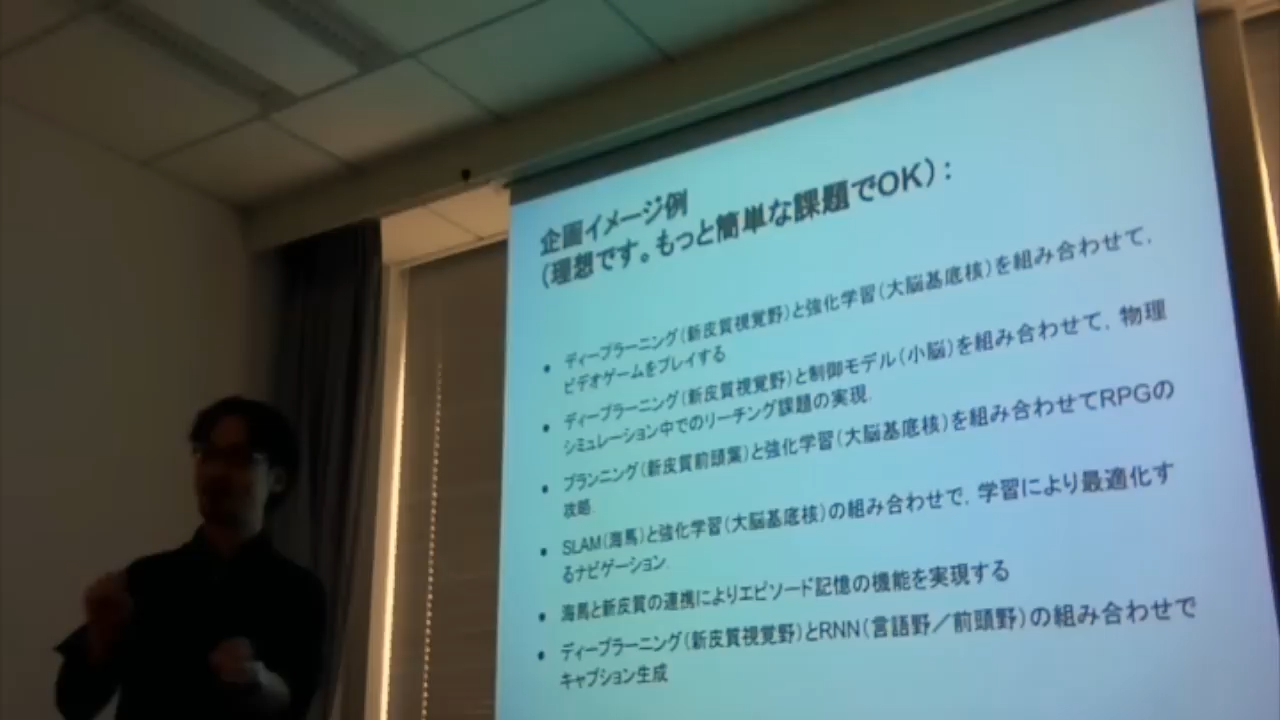 企画イメージ例
(理想です。もっと簡単な課題でOK)：
• ディープラーニング(新皮質視覚野)と強化学習(大脳基底核)を組み合わせて,
ビデオゲームをプレイする
• ディープラーニング(新皮質視覚野)と制御モデル(小脳)を組み合わせて, 物理
シミュレーション中でのリーチング課題の実現.
• プランニング(新皮質前頭葉)と強化学習(大脳基底核)を組み合わせてRPGの
攻略.
• SLAM(海馬)と強化学習(大脳基底核)の組み合わせで, 学習により最適化す
るナビゲーション.
• 海馬と新皮質の連携によりエピソード記憶の機能を実現する
• ディープラーニング(新皮質視覚野)とRNN(言語野／前頭野)の組み合わせで
キャプション生成